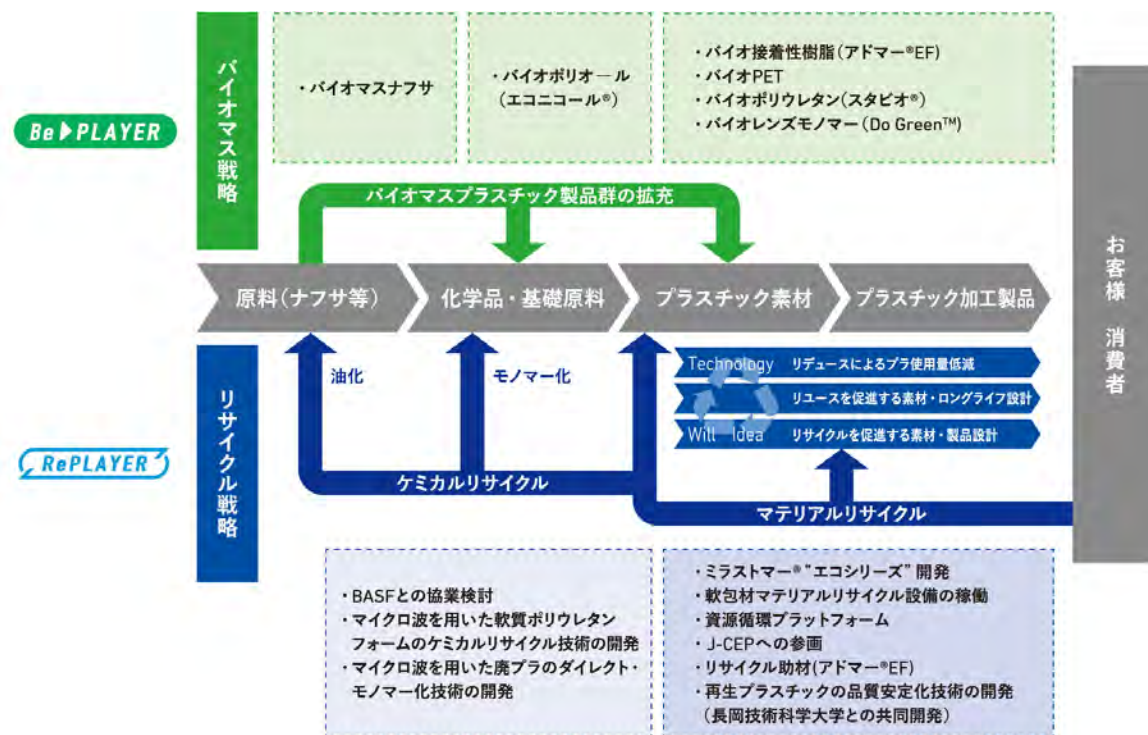 ・バイオマスナフサ
・バイオポリオール
(エコニコール®)
・バイオ接着性樹脂(アドマー®EF)
・バイオPET
・バイオポリウレタン(スタビオ®)
・バイオレンズモノマー(Do Green™)
Be PLAYER
バイオマス戦略
バイオマスプラスチック製品群の拡充
原料(ナフサ等)
化学品・基礎原料
プラスチック素材
プラスチック加工製品
お客様 消費者
RePLAYER
リサイクル戦略
油化
モノマー化
Technology リデュースによるプラ使用量低減
リユースを促進する素材・ロングライフ設計
Will Idea リサイクルを促進する素材・製品設計
ケミカルリサイクル
マテリアルリサイクル
・BASFとの協業検討
・マイクロ波を用いた軟質ポリウレタン
フォームのケミカルリサイクル技術の開発
・マイクロ波を用いた廃プラのダイレクト・
モノマー化技術の開発
・ミラストマー®"エコシリーズ"開発
・軟包材マテリアルリサイクル設備の稼働
・資源循環プラットフォーム
・J-CEPへの参画
・リサイクル助材(アドマー®EF)
・再生プラスチックの品質安定化技術の開発
(長岡技術科学大学との共同開発)